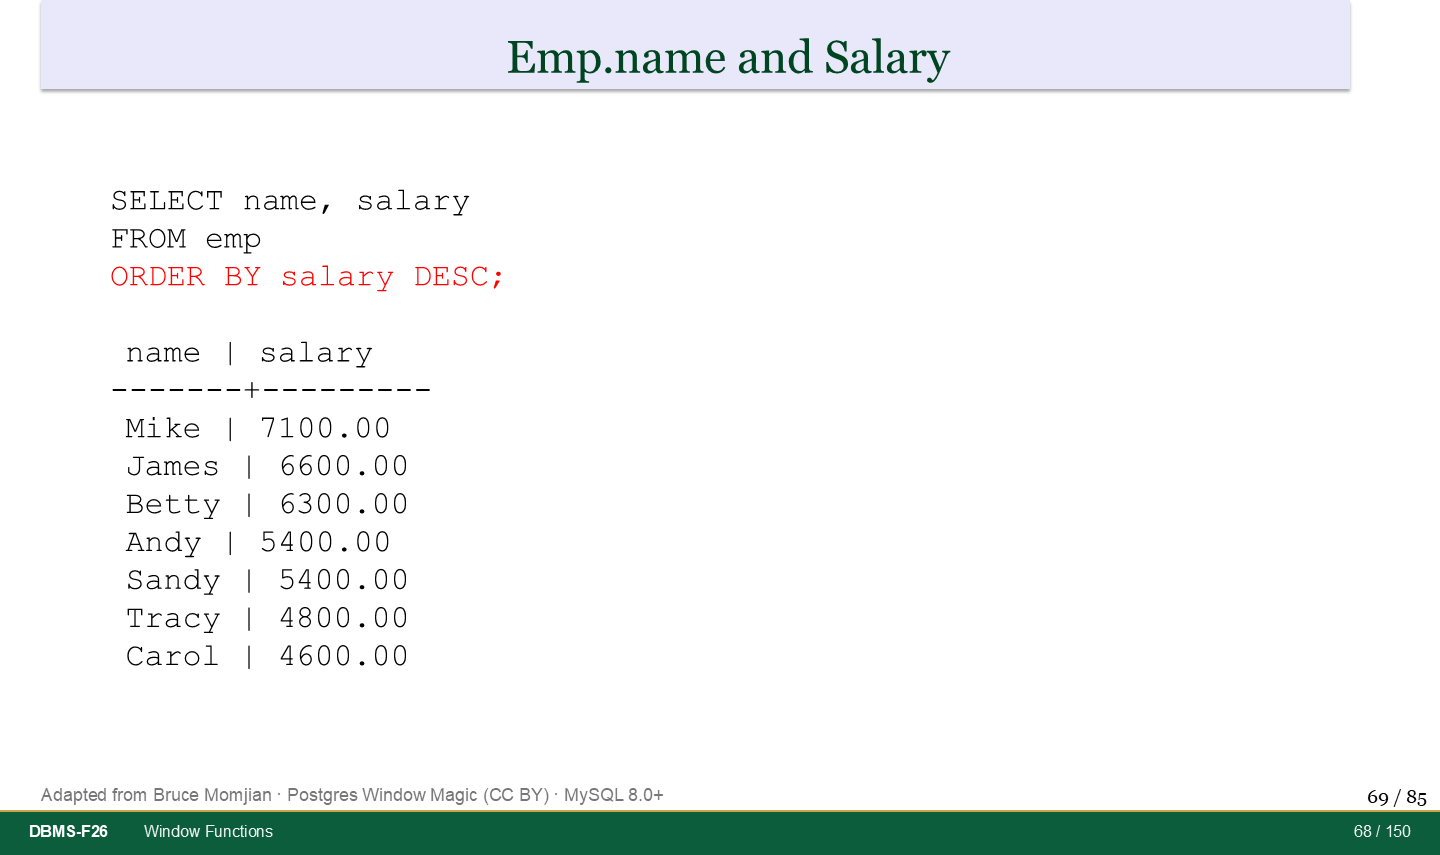 Emp.name and Salary
SELECT name, salary
FROM emp
ORDER BY salary DESC;
name | salary
-------+---------
Mike | 7100.00
James | 6600.00
Betty | 6300.00
Andy | 5400.00
Sandy | 5400.00
Tracy | 4800.00
Carol | 4600.00
Adapted from Bruce Momjian · Postgres Window Magic (CC BY) · MySQL 8.0+
69 / 85
DBMS-F26 Window Functions 68 / 150